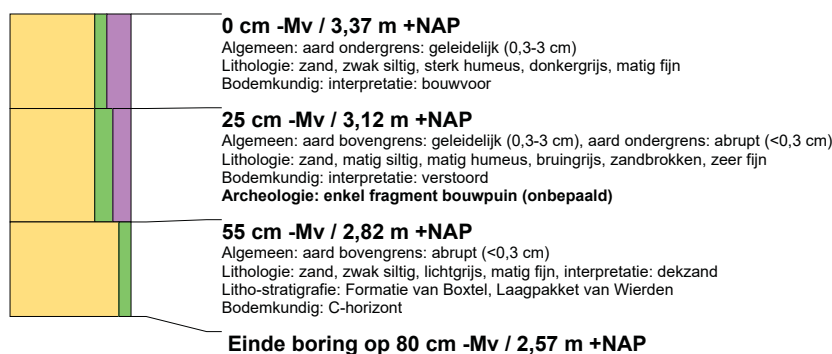 0 cm -Mv / 3,37 m +NAP
Algemeen: aard ondergrens: geleidelijk (0,3-3 cm)
Lithologie: zand, zwak siltig, sterk humeus, donkergrijs, matig fijn
Bodemkundig: interpretatie: bouwvoor
25 cm -Mv / 3,12 m +NAP
Algemeen: aard bovengrens: geleidelijk (0,3-3 cm), aard ondergrens: abrupt (<0,3 cm)
Lithologie: zand, matig siltig, matig humeus, bruingrijs, zandbrokken, zeer fijn
Bodemkundig: interpretatie: verstoord
Archeologie: enkel fragment bouwpuin (onbepaald)
55 cm -Mv / 2,82 m +NAP
Algemeen: aard bovengrens: abrupt (<0,3 cm)
Lithologie: zand, zwak siltig, lichtgrijs, matig fijn, interpretatie: dekzand
Litho-stratigrafie: Formatie van Boxtel, Laagpakket van Wierden
Bodemkundig: C-horizont
Einde boring op 80 cm -Mv / 2,57 m +NAP